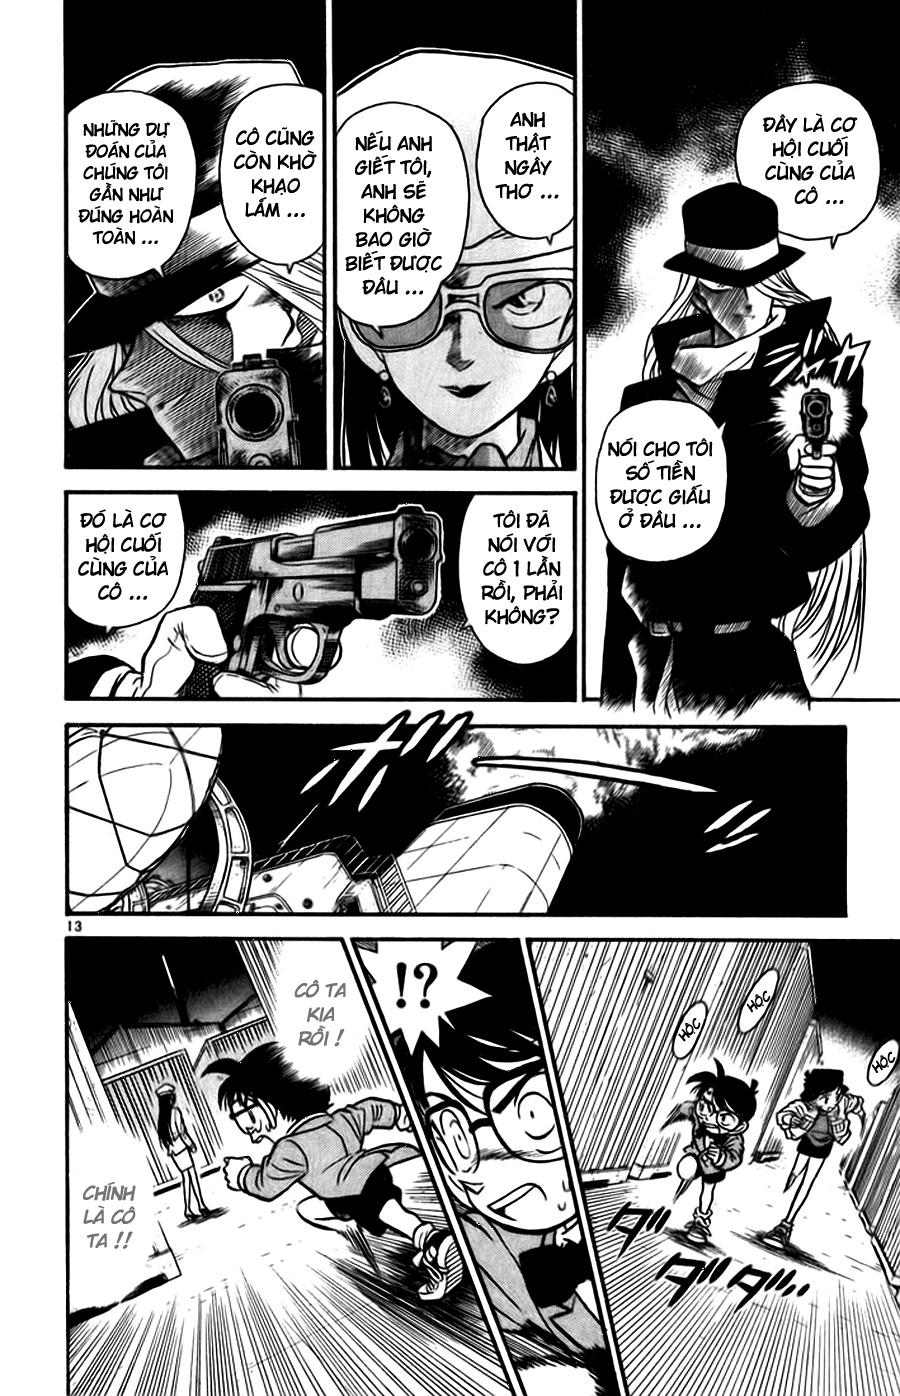 ĐÂY LÀ CƠ
HỘI CUỐI
CÙNG CỦA
CÔ ...
NÓI CHO TÔI
SỐ TIỀN
ĐƯỢC GIẤU
Ở ĐÂU ...
ANH
THẬT
NGÂY
THƠ ...
NẾU ANH
GIẾT TÔI,
ANH SẼ
KHÔNG
BAO GIỜ
BIẾT ĐƯỢC
ĐÂU ...
CÔ CŨNG
CÒN KHỜ
KHẠO
LẮM ...
NHỮNG DỰ
ĐOÁN CỦA
CHÚNG TÔI
GẦN NHƯ
ĐÚNG HOÀN
TOÀN ...
TÔI ĐÃ
NÓI VỚI
CÔ 1 LẦN
RỒI, PHẢI
KHÔNG?
ĐÓ LÀ CƠ
HỘI CUỐI
CÙNG CỦA
CÔ ...
13
HỘC
HỘC
HỘC
ダダダ...
!?
CÔ TA
KIA
RỒI !
CHÍNH
LÀ CÔ
TA !!